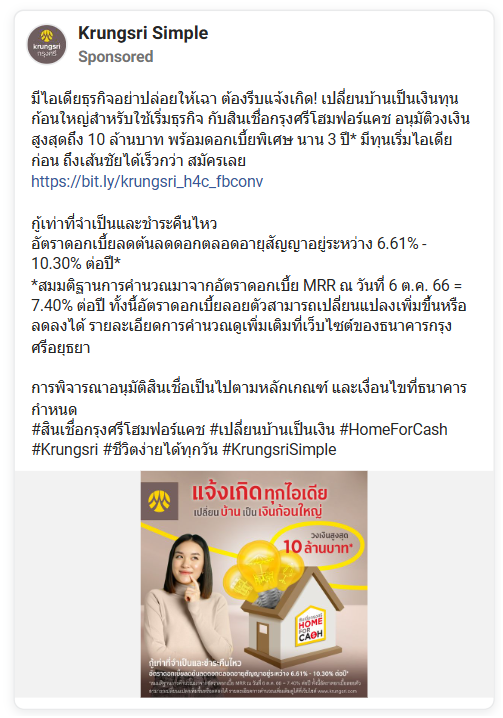 Krungsri Simple
Sponsored
krungsri
กรุงศรี
มีไอเดียธุรกิจอย่าปล่อยให้เฉา ต้องรีบแจ้งเกิด! เปลี่ยนบ้านเป็นเงินทุน
ก้อนใหญ่สำหรับใช้เริ่มธุรกิจ กับสินเชื่อกรุงศรีโฮมฟอร์แคช อนุมัติวงเงิน
สูงสุดถึง 10 ล้านบาท พร้อมดอกเบี้ยพิเศษ นาน 3 ปี* มีทุนเริ่มไอเดีย
ก่อน ถึงเส้นชัยได้เร็วกว่า สมัครเลย
https://bit.ly/krungsri_h4c_fbconv
กู้เท่าที่จำเป็นและชำระคืนไหว
อัตราดอกเบี้ยลดต้นลดดอกตลอดอายุสัญญาอยู่ระหว่าง 6.61% -
10.30% ต่อปี*
*สมมติฐานการคำนวณมาจากอัตราดอกเบี้ย MRR ณ วันที่ 6 ต.ค. 66 =
7.40% ต่อปี ทั้งนี้อัตราดอกเบี้ยลอยตัวสามารถเปลี่ยนแปลงเพิ่มขึ้นหรือ
ลดลงได้ รายละเอียดการคำนวณดูเพิ่มเติมที่เว็บไซต์ของธนาคารกรุง
ศรีอยุธยา
การพิจารณาอนุมัติสินเชื่อเป็นไปตามหลักเกณฑ์ และเงื่อนไขที่ธนาคาร
กำหนด
#สินเชื่อกรุงศรีโฮมฟอร์แคช #เปลี่ยนบ้านเป็นเงิน #HomeForCash
#Krungsri #ชีวิตง่ายได้ทุกวัน #KrungsriSimple
แจ้งเกิดทุกไอเดีย
เปลี่ยน บ้าน เป็น เงินก้อนใหญ่
วงเงินสูงสุด
10 ล้านบาท*
HOME
FOR
CASH
กู้เท่าที่จำเป็นและชำระคืนไหว
อัตราดอกเบี้ยลดต้นลดดอกตลอดอายุสัญญาอยู่ระหว่าง 6.61% - 10.30% ต่อปี*